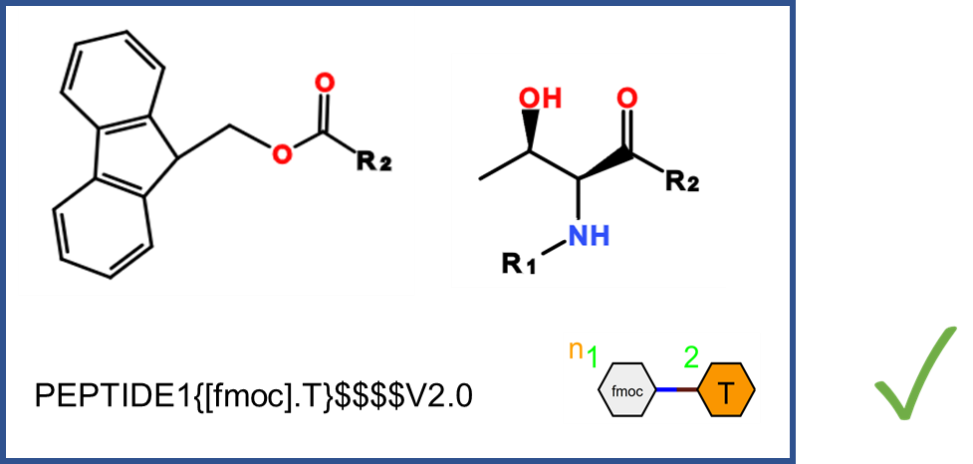 O
O
R2
OH
O
R2
NH
R1
PEPTIDE1{[fmoc].T}$$$$V2.0
n1
2
fmoc
T